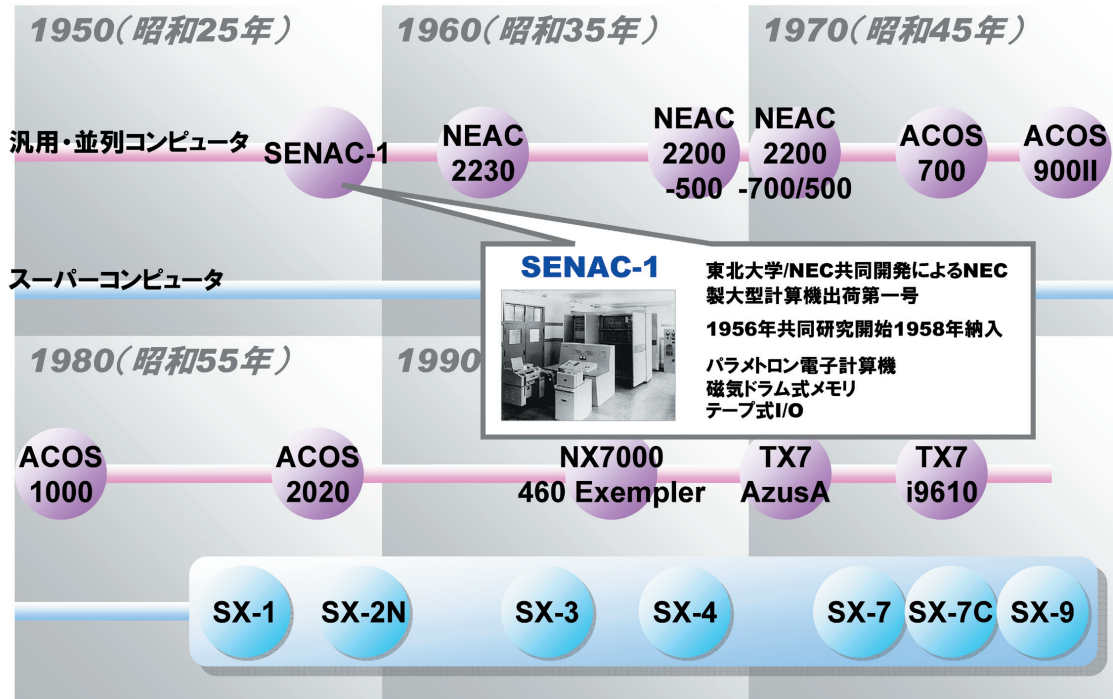 1950(昭和25年)
1960(昭和35年)
1970(昭和45年)
汎用・並列コンピュータ
SENAC-1
NEAC
2230
NEAC
2200
-500
NEAC
2200
-700/500
ACOS
700
ACOS
900II
スーパーコンピュータ
SENAC-1
東北大学/NEC共同開発によるNEC
製大型計算機出荷第一号
1956年共同研究開始1958年納入
パラメトロン電子計算機
磁気ドラム式メモリ
テープ式I/O
1980(昭和55年)
1990
ACOS
1000
ACOS
2020
NX7000
460 Exempler
TX7
AzusA
TX7
i9610
SX-1
SX-2N
SX-3
SX-4
SX-7
SX-7C
SX-9